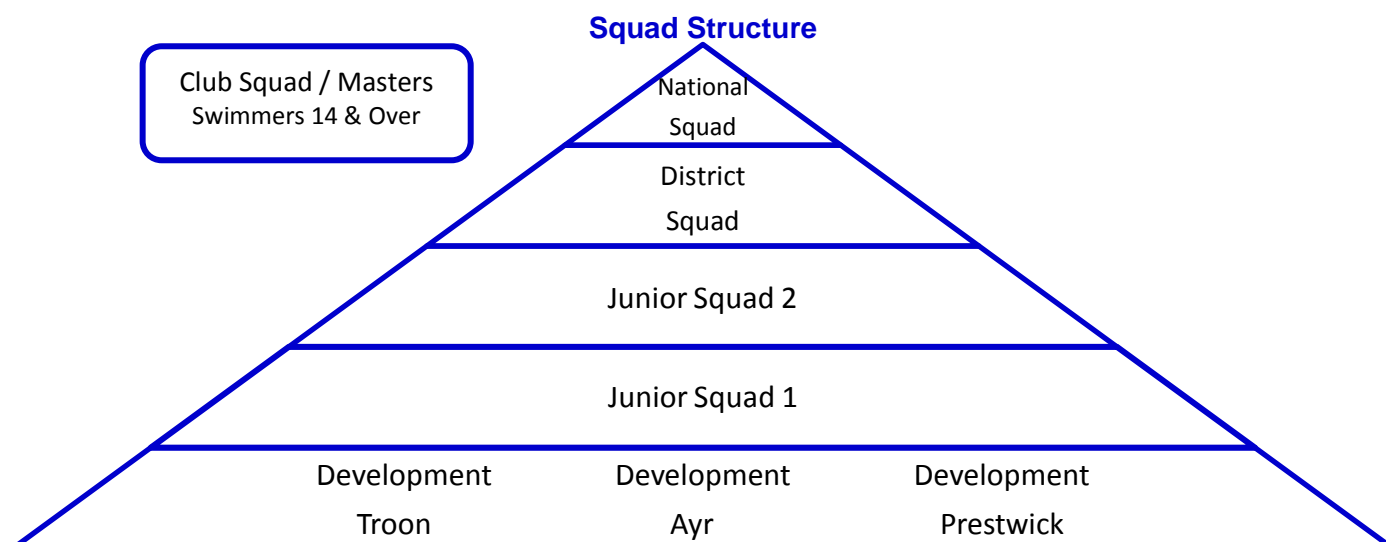 Squad Structure
Club Squad / Masters
Swimmers 14 & Over
National
Squad
District
Squad
Junior Squad 2
Junior Squad 1
Development Development Development
Troon Ayr Prestwick